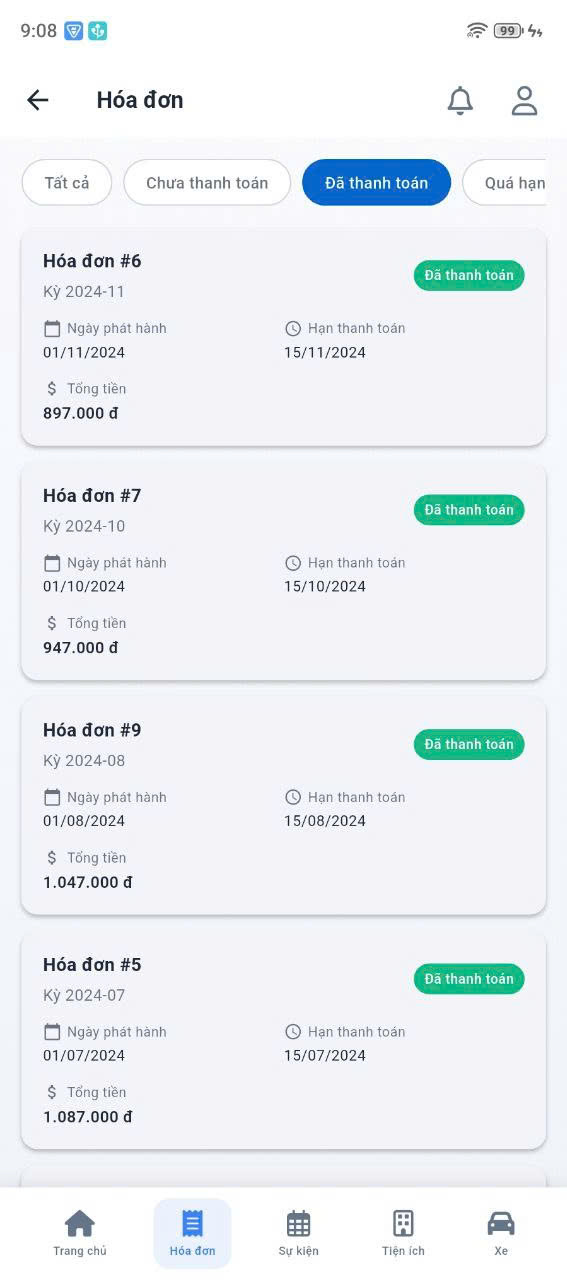 9:08
99
Hóa đơn
Tất cả
Chưa thanh toán
Đã thanh toán
Quá hạn
Hóa đơn #6
Đã thanh toán
Kỳ 2024-11
Ngày phát hành
Hạn thanh toán
01/11/2024
15/11/2024
$ Tổng tiền
897.000 đ
Hóa đơn #7
Đã thanh toán
Kỳ 2024-10
Ngày phát hành
Hạn thanh toán
01/10/2024
15/10/2024
$ Tổng tiền
947.000 đ
Hóa đơn #9
Đã thanh toán
Kỳ 2024-08
Ngày phát hành
Hạn thanh toán
01/08/2024
15/08/2024
$ Tổng tiền
1.047.000 đ
Hóa đơn #5
Đã thanh toán
Kỳ 2024-07
Ngày phát hành
Hạn thanh toán
01/07/2024
15/07/2024
$ Tổng tiền
1.087.000 đ
Trang chủ
Hóa đơn
Sự kiện
Tiện ích
Xe